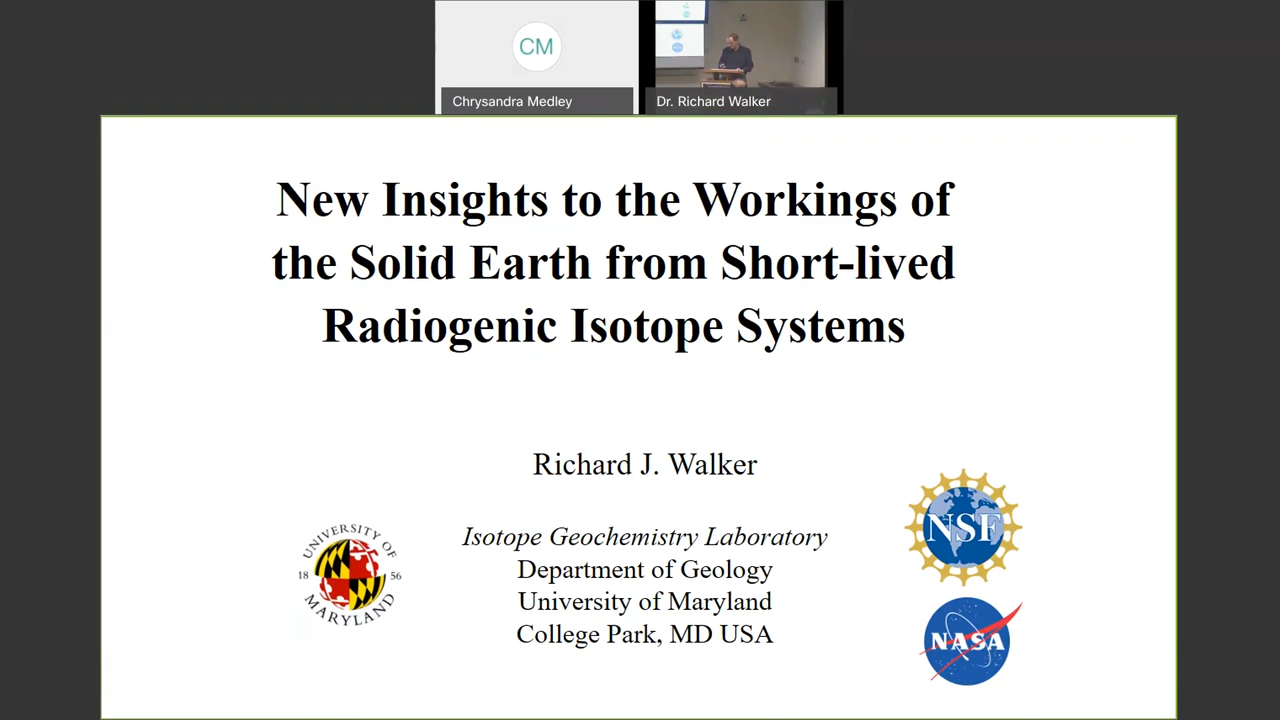 CM
Chrysandra Medley
Dr. Richard Walker
New Insights to the Workings of
the Solid Earth from Short-lived
Radiogenic Isotope Systems
Richard J. Walker
Isotope Geochemistry Laboratory
Department of Geology
University of Maryland
College Park, MD USA
UNIVERSITY OF
18 56
MARYLAND
NSF
NASA